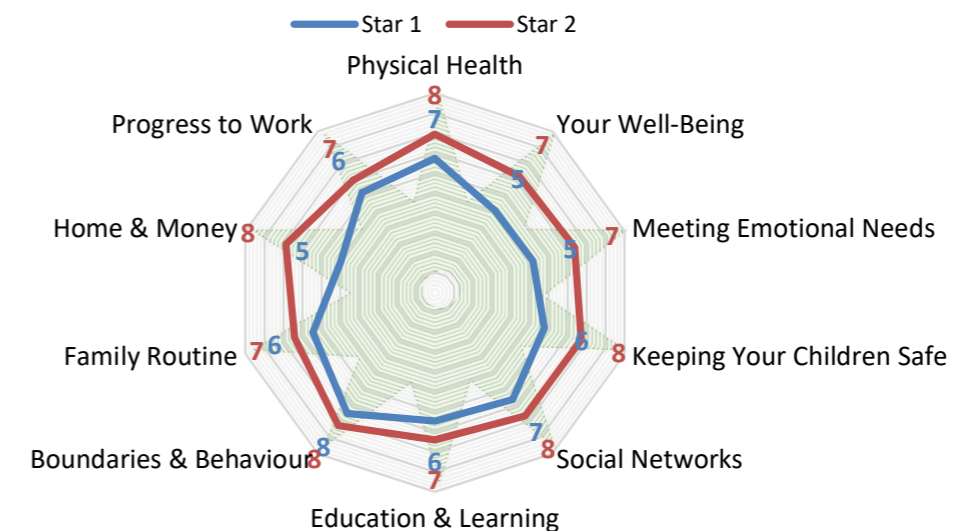 Star 1 Star 2
Physical Health
8
7
Progress to Work
7
6
Your Well-Being
7
5
Home & Money
8
5
Meeting Emotional Needs
7
5
Family Routine
7
6
Keeping Your Children Safe
8
6
Boundaries & Behaviour
8
8
Social Networks
7
8
6
7
Education & Learning